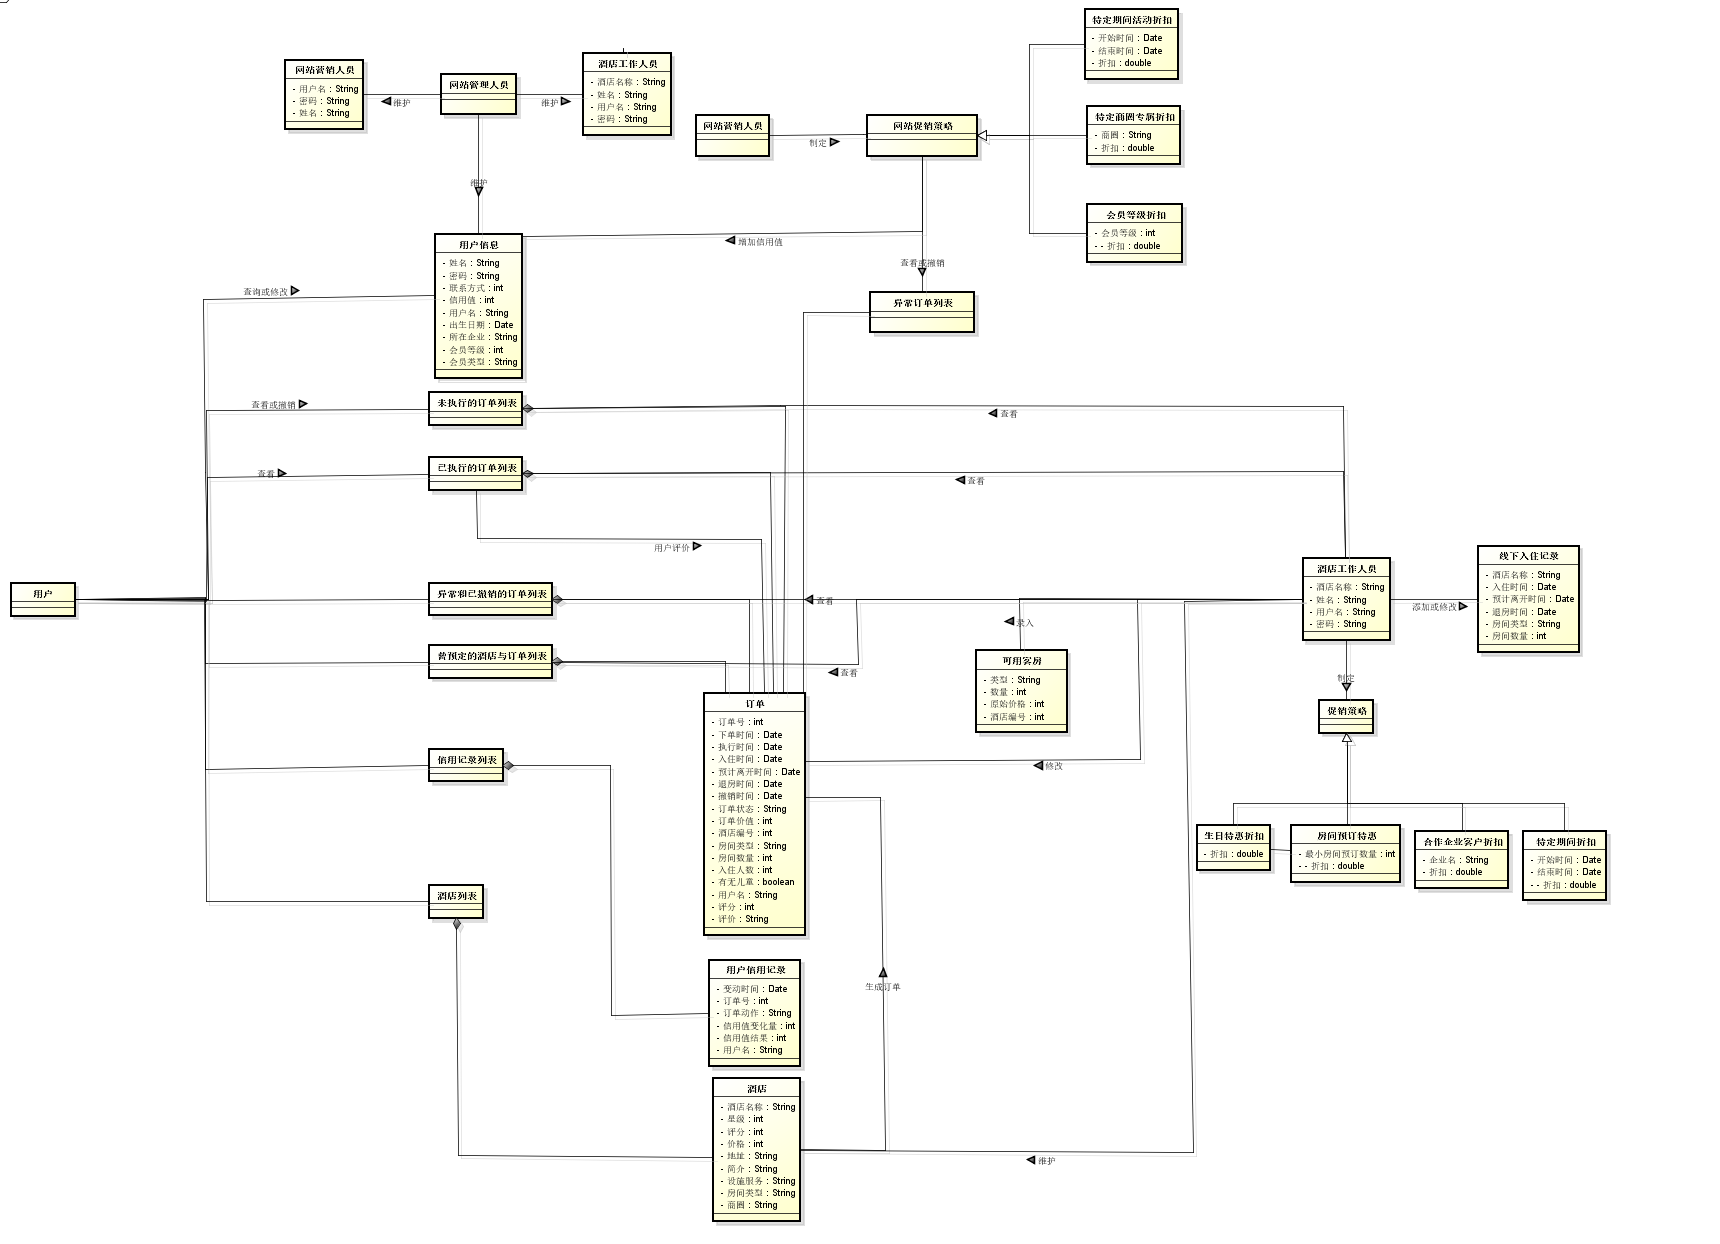 特定期间活动折扣
- 开始时间 : Date
- 结束时间 : Date
- 折扣 : double
网站营销人员
- 用户名 : String
- 密码 : String
- 姓名 : String
维护
网站管理人员
维护
酒店工作人员
- 酒店名称 : String
- 姓名 : String
- 用户名 : String
- 密码 : String
网站营销人员
制定
网站促销策略
特定商圈专属折扣
- 商圈 : String
- 折扣 : double
维护
会员等级折扣
- 会员等级 : int
- - 折扣 : double
用户信息
- 姓名 : String
- 密码 : String
- 联系方式 : int
- 信用值 : int
- 用户名 : String
- 出生日期 : Date
- 所在企业 : String
- 会员等级 : int
- 会员类型 : String
增加信用值
查看或撤销
查询或修改
异常订单列表
查看或撤销
未执行的订单列表
查看
查看
已执行的订单列表
查看
用户评价
用户
异常和已撤销的订单列表
查看
录入
酒店工作人员
- 酒店名称 : String
- 姓名 : String
- 用户名 : String
- 密码 : String
添加或修改
线下入住记录
- 酒店名称 : String
- 入住时间 : Date
- 预计离开时间 : Date
- 退房时间 : Date
- 房间类型 : String
- 房间数量 : int
曾预定的酒店与订单列表
查看
可用客房
- 类型 : String
- 数量 : int
- 原始价格 : int
- 酒店编号 : int
制定
促销策略
订单
- 订单号 : int
- 下单时间 : Date
- 执行时间 : Date
- 入住时间 : Date
- 预计离开时间 : Date
- 退房时间 : Date
- 撤销时间 : Date
- 订单状态 : String
- 订单价值 : int
- 酒店编号 : int
- 房间类型 : String
- 房间数量 : int
- 入住人数 : int
- 有无儿童 : boolean
- 用户名 : String
- 评分 : int
- 评价 : String
信用记录列表
修改
生日特惠折扣
- 折扣 : double
房间预订特惠
- 最小房间预订数量 : int
- - 折扣 : double
合作企业客户折扣
- 企业名 : String
- 折扣 : double
特定期间折扣
- 开始时间 : Date
- 结束时间 : Date
- - 折扣 : double
酒店列表
用户信用记录
- 变动时间 : Date
- 订单号 : int
- 订单动作 : String
- 信用值变化量 : int
- 信用值结果 : int
- 用户名 : String
生成订单
酒店
- 酒店名称 : String
- 星级 : int
- 评分 : int
- 价格 : int
- 地址 : String
- 简介 : String
- 设施服务 : String
- 房间类型 : String
- 商圈 : String
维护